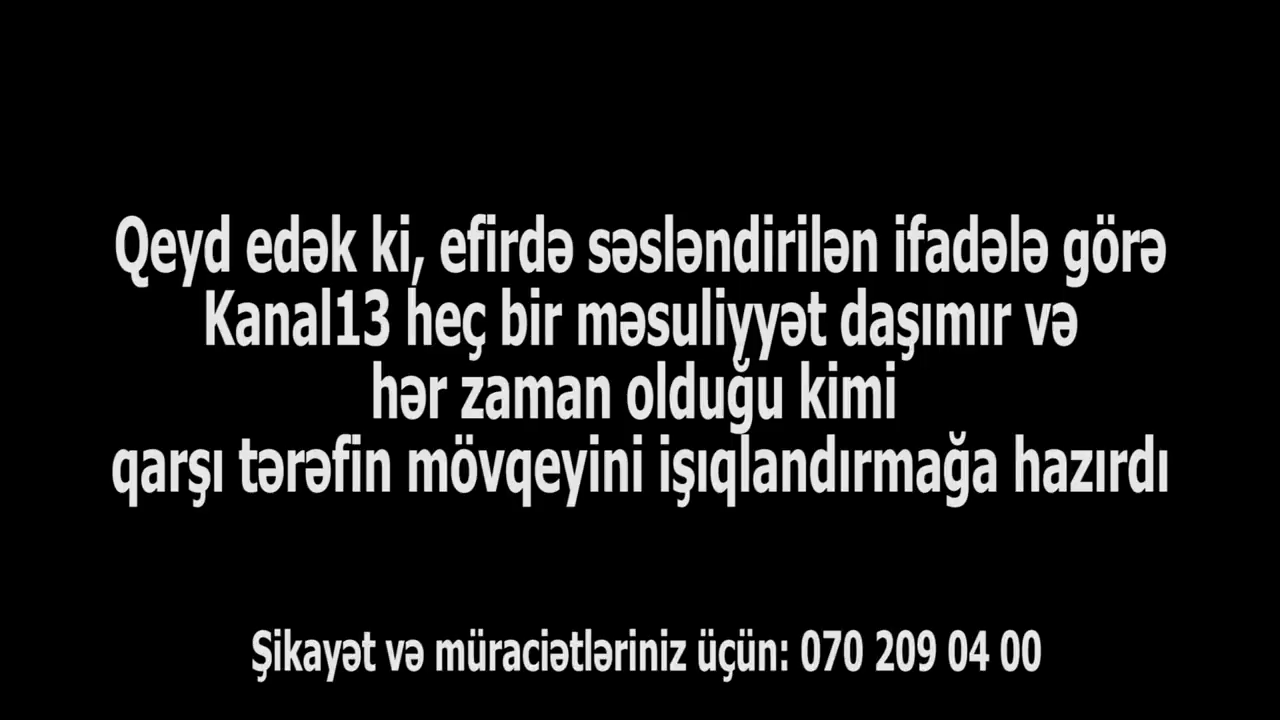 Qeyd edək ki, efirdə səsləndirilən ifadələ görə
Kanal13 heç bir məsuliyyət daşımır və
hər zaman olduğu kimi
qarşı tərəfin mövqeyini işıqlandırmağa hazırdı
Şikayət və müraciətləriniz üçün: 070 209 04 00